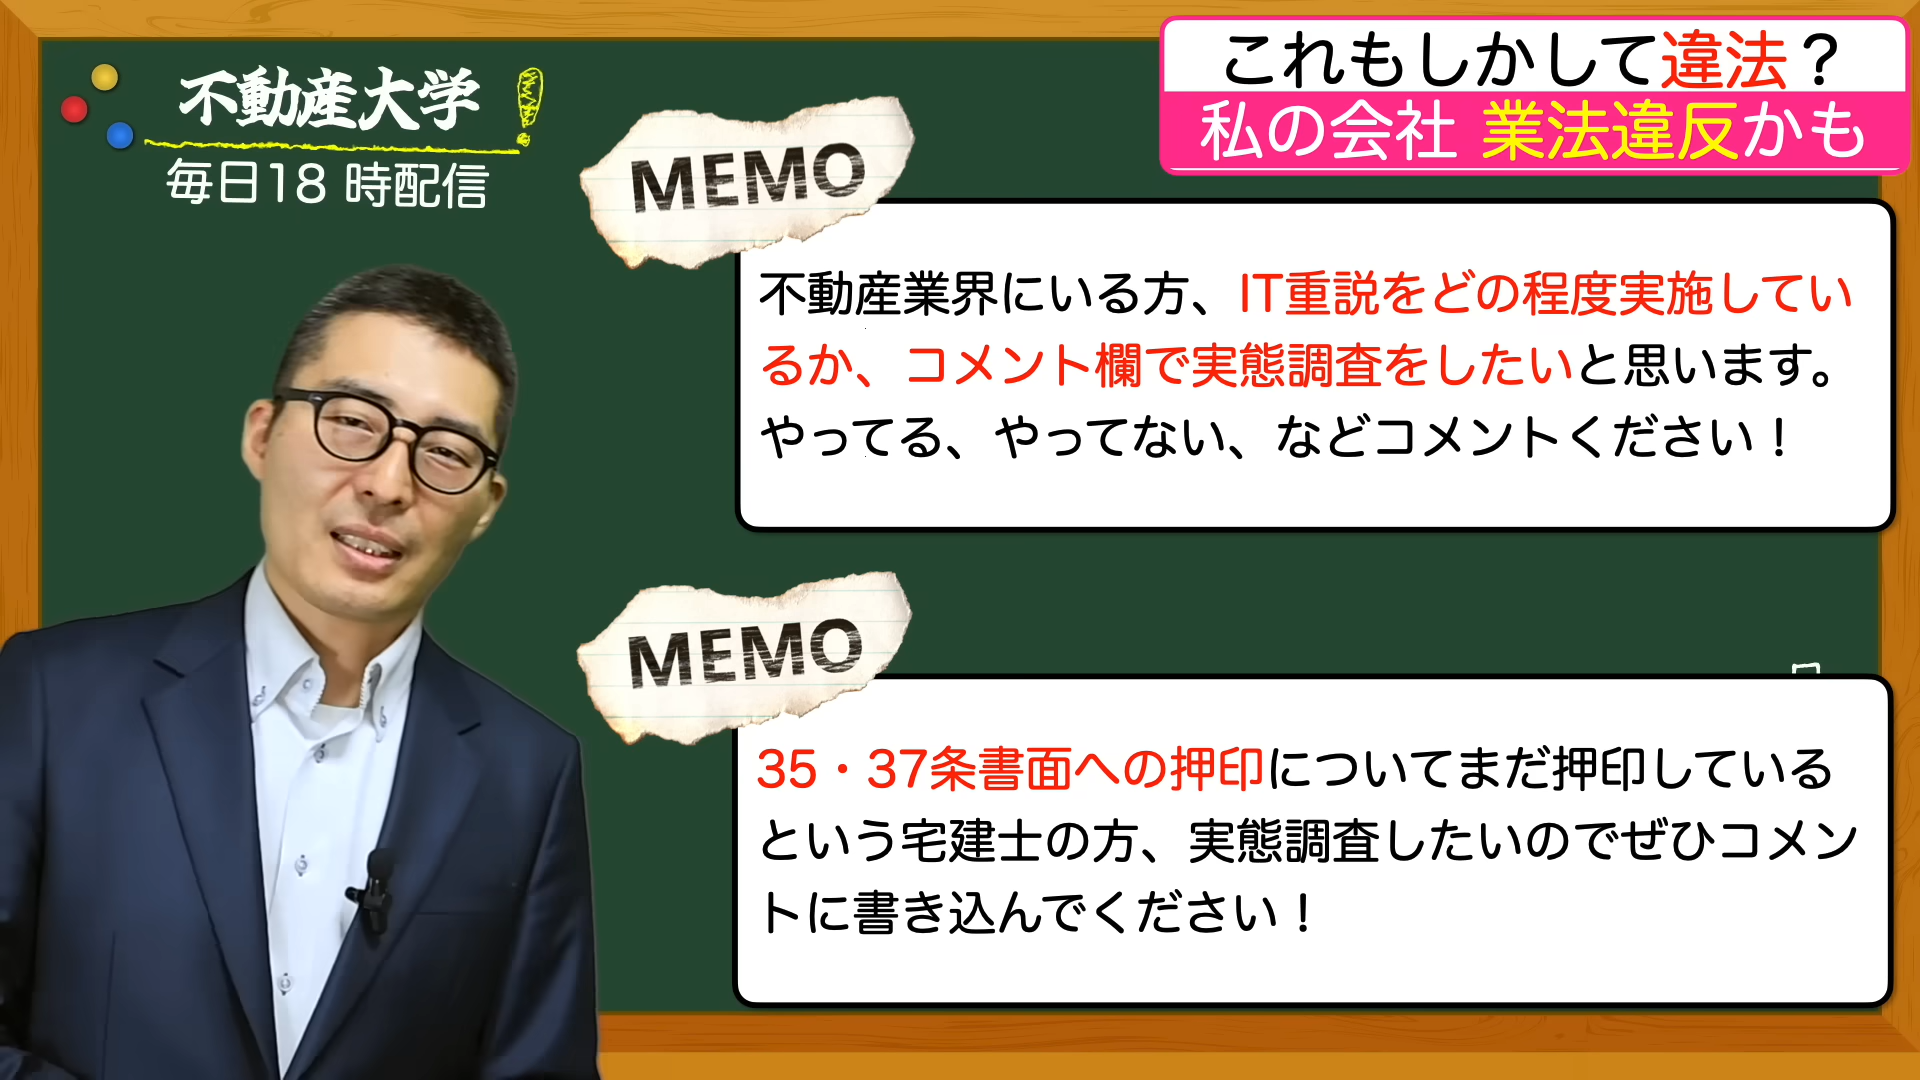 不動産大学
毎日18時配信
これもしかして違法？
私の会社 業法違反かも
MEMO
不動産業界にいる方、IT重説をどの程度実施してい
るか、コメント欄で実態調査をしたいと思います。
やってる、やってない、などコメントください！
MEMO
35・37条書面への押印についてまだ押印している
という宅建士の方、実態調査したいのでぜひコメン
トに書き込んでください！